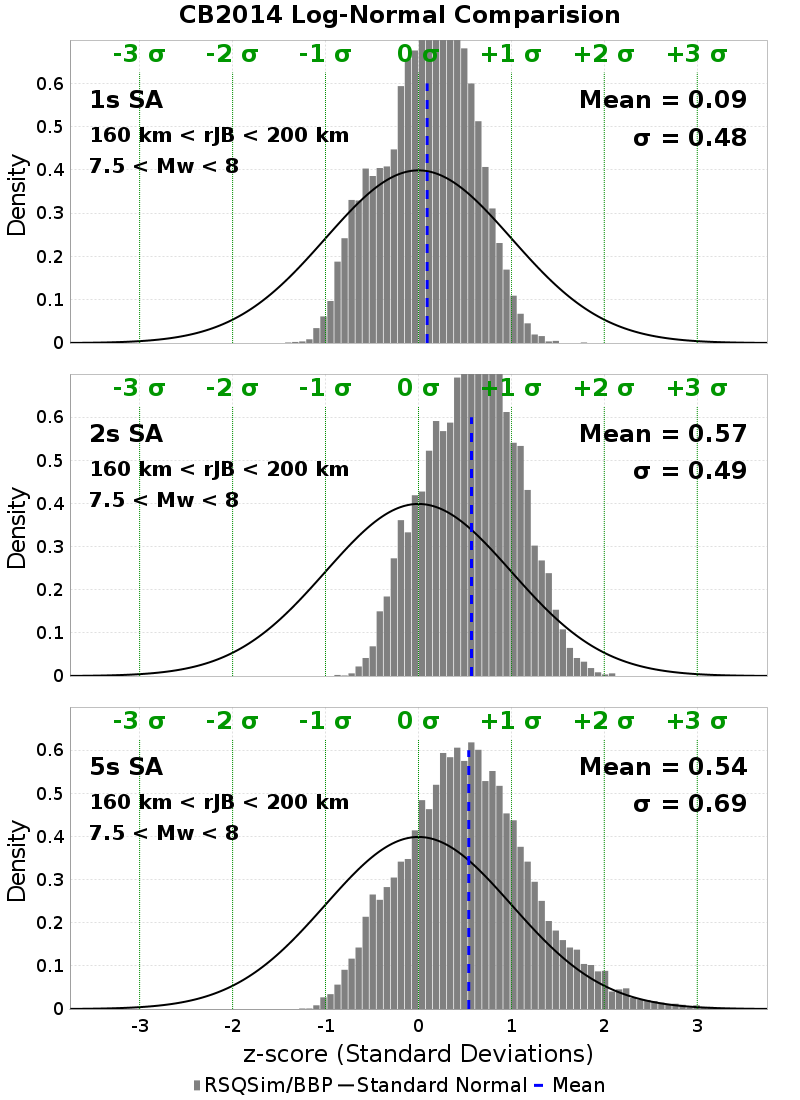 CB2014 Log-Normal Comparision
-3 σ -2 σ -1 σ 0 σ +1 σ +2 σ +3 σ
0.6
1s SA
Mean = 0.09
0.5
160 km < rJB < 200 km
σ = 0.48
0.4
7.5 < Mw < 8
0.3
0.2
0.1
0
Density
-3 σ -2 σ -1 σ 0 σ +1 σ +2 σ +3 σ
0.6
2s SA
Mean = 0.57
0.5
160 km < rJB < 200 km
σ = 0.49
0.4
7.5 < Mw < 8
0.3
0.2
0.1
0
Density
-3 σ -2 σ -1 σ 0 σ +1 σ +2 σ +3 σ
0.6
5s SA
Mean = 0.54
0.5
160 km < rJB < 200 km
σ = 0.69
0.4
7.5 < Mw < 8
0.3
0.2
0.1
0
Density
-3 -2 -1 0 1 2 3
z-score (Standard Deviations)
RSQSim/BBP Standard Normal Mean